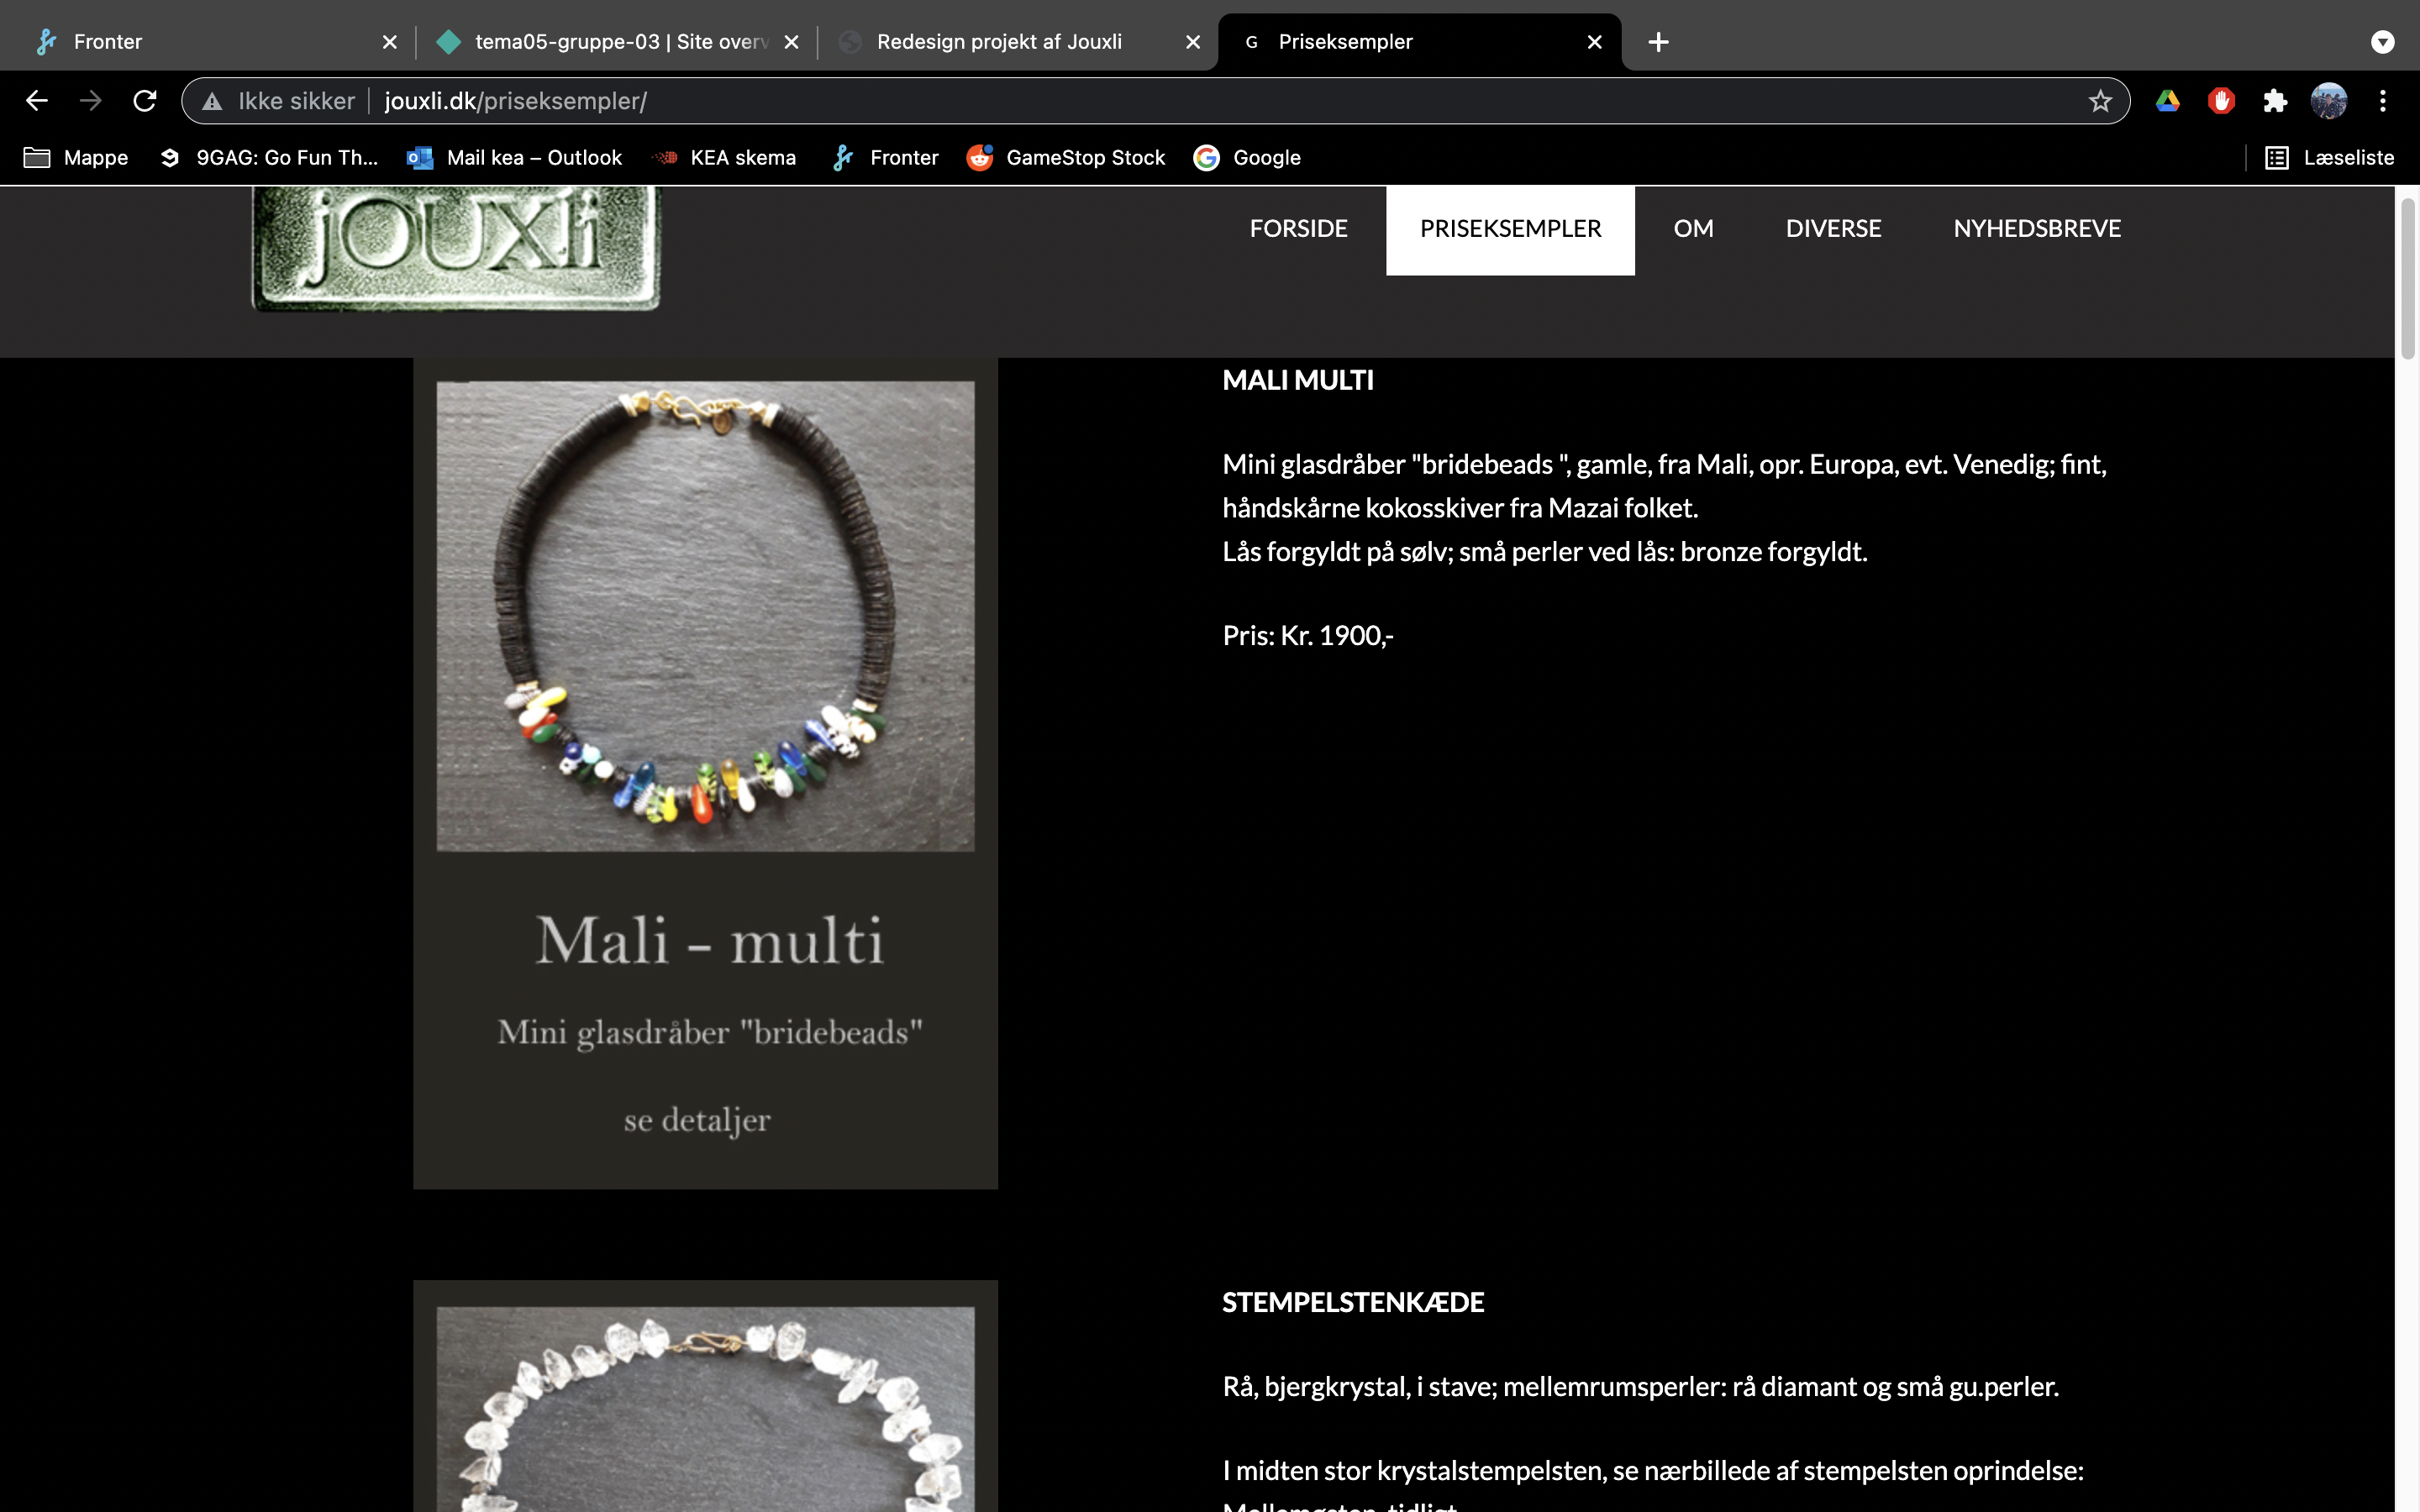 Fronter
tema05-gruppe-03 | Site overv
Redesign projekt af Jouxli
G Priseksempler
Ikke sikker
jouxli.dk/priseksempler/
Mappe
9GAG: Go Fun Th...
Mail kea – Outlook
KEA skema
Fronter
GameStop Stock
Google
Læseliste
jouxli
FORSIDE
PRISEKSEMPLER
OM
DIVERSE
NYHEDSBREVE
MALI MULTI
Mini glasdråber "bridebeads ", gamle, fra Mali, opr. Europa, evt. Venedig; fint,
håndskårne kokosskiver fra Mazai folket.
Lås forgyldt på sølv; små perler ved lås: bronze forgyldt.
Pris: Kr. 1900,-
Mali - multi
Mini glasdråber "bridebeads"
se detaljer
STEMPELSTENKÆDE
Rå, bjergkrystal, i stave; mellemrumsperler: rå diamant og små gu.perler.
I midten stor krystalstempelsten, se nærbillede af stempelsten oprindelse: